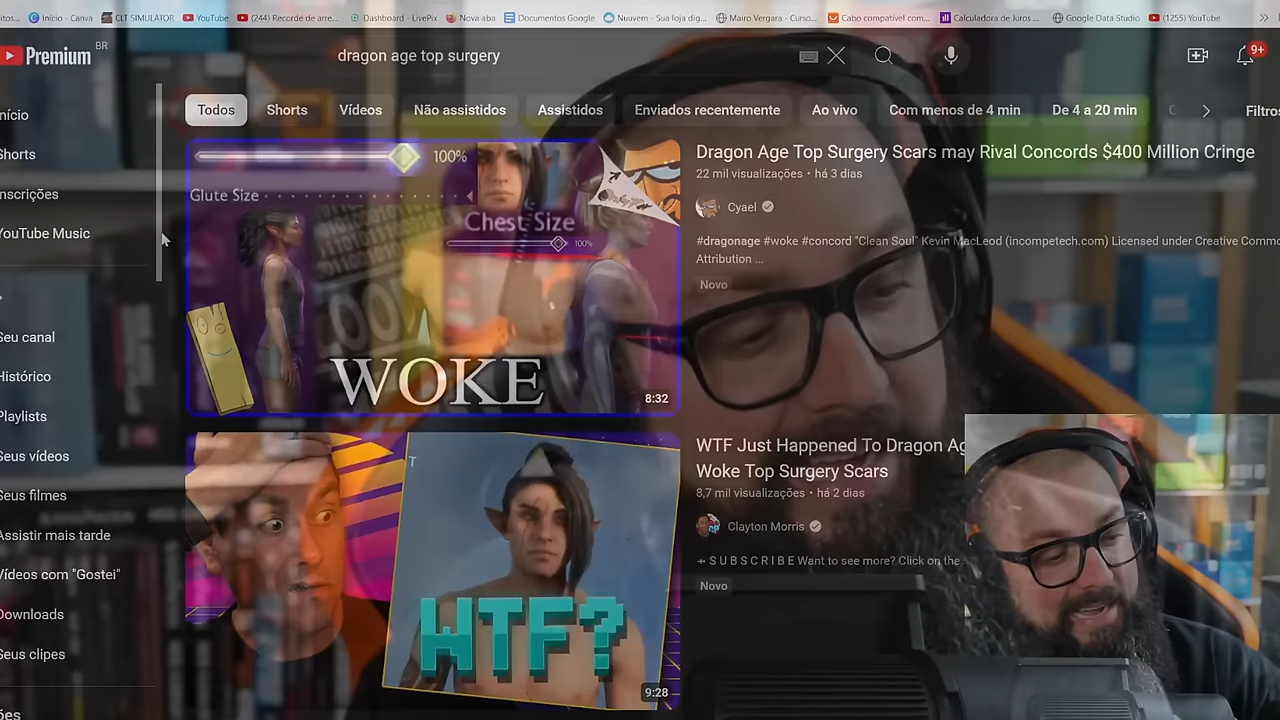 itos...
Início - Canva
CLT SIMULATOR
YouTube
(244) Recorde de arre...
Dashboard - LivePix
Nova aba
Documentos Google
Nuuvem - Sua loja dig...
Mairo Vergara - Curso...
Cabo compatível com...
Calculadora de Juros ...
Google Data Studio
(1255) YouTube
Premium BR
dragon age top surgery
9+
nício
Shorts
nscrições
YouTube Music
Seu canal
Histórico
Playlists
Seus vídeos
Seus filmes
Assistir mais tarde
Vídeos com "Gostei"
Downloads
Seus clipes
ões
Todos
Shorts
Vídeos
Não assistidos
Assistidos
Enviados recentemente
Ao vivo
Com menos de 4 min
De 4 a 20 min
Filtros
100%
Glute Size
Chest Size
100%
WOKE
8:32
Dragon Age Top Surgery Scars may Rival Concords $400 Million Cringe
22 mil visualizações • há 3 dias
Cyael
#dragonage #woke #concord "Clean Soul" Kevin MacLeod (incompetech.com) Licensed under Creative Commo
Attribution ...
Novo
T
WTF?
9:28
WTF Just Happened To Dragon Ag
Woke Top Surgery Scars
8,7 mil visualizações • há 2 dias
Clayton Morris
S U B S C R I B E Want to see more? Click on the
Novo